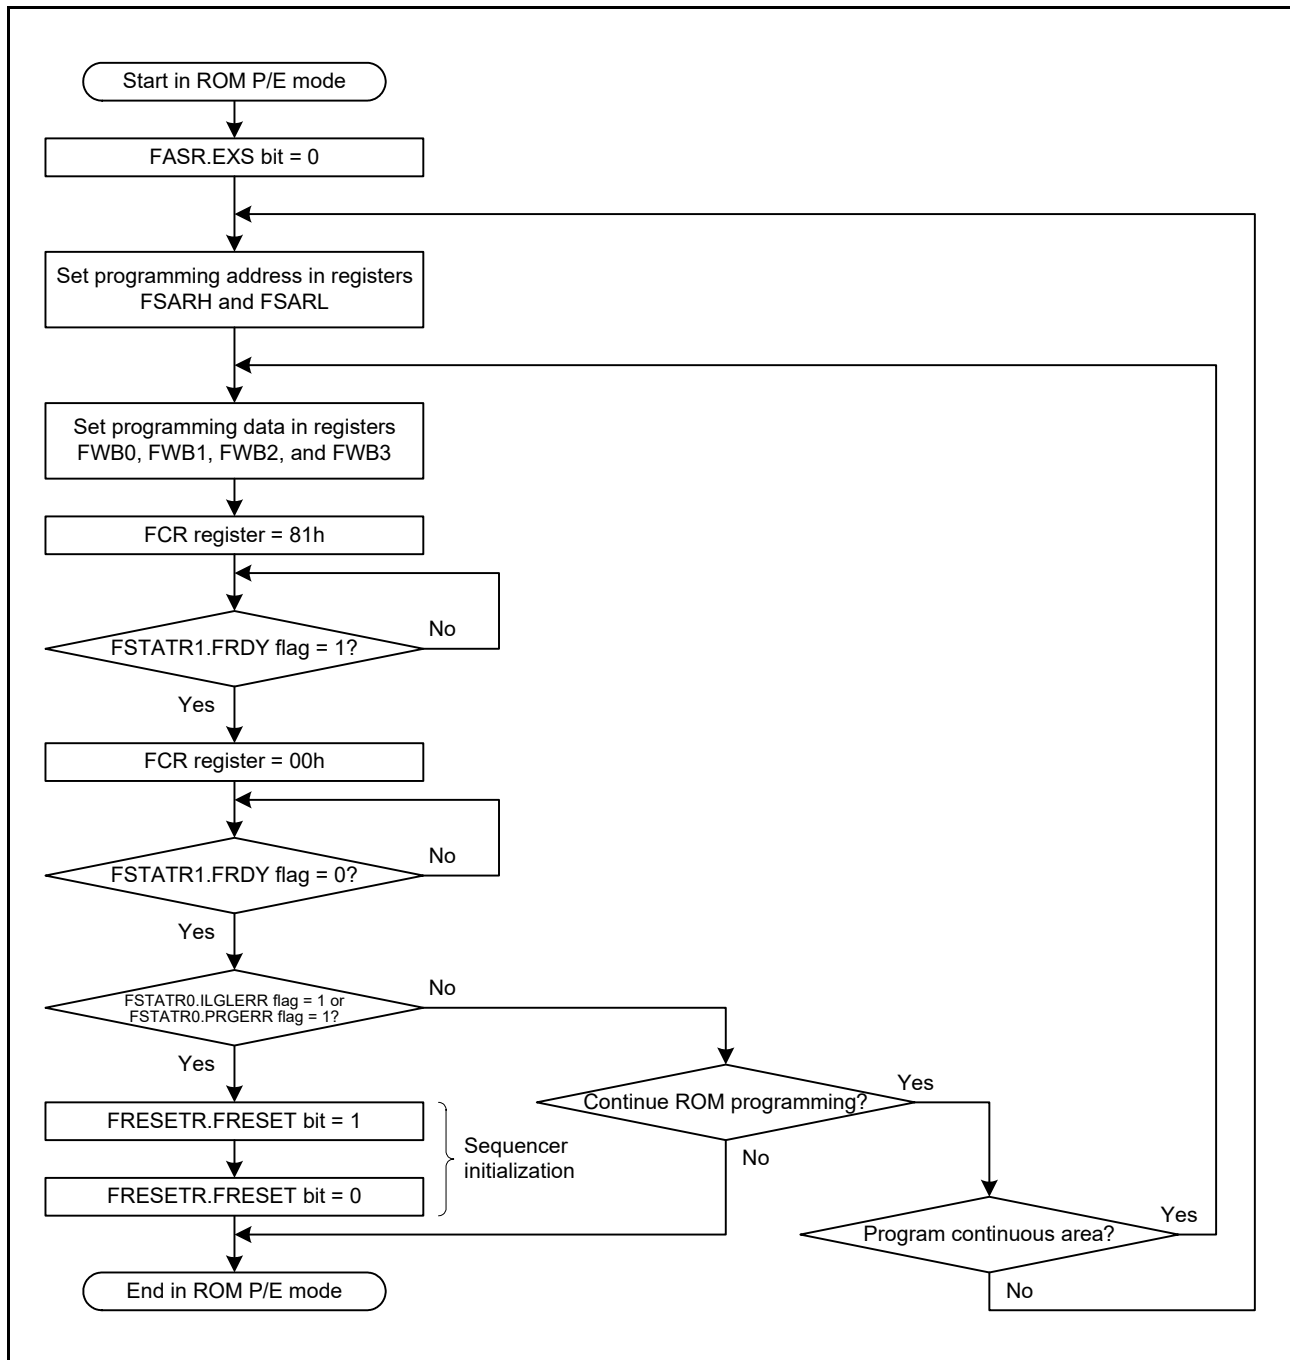 Start in ROM P/E mode
FASR.EXS bit = 0
Set programming address in registers
FSARH and FSARL
Set programming data in registers
FWB0, FWB1, FWB2, and FWB3
FCR register = 81h
FSTATR1.FRDY flag = 1?
No
Yes
FCR register = 00h
FSTATR1.FRDY flag = 0?
No
Yes
FSTATR0.ILGLERR flag = 1 or
FSTATR0.PRGERR flag = 1?
No
Yes
Continue ROM programming?
Yes
No
FRESETR.FRESET bit = 1
FRESETR.FRESET bit = 0
Sequencer
initialization
Program continuous area?
Yes
No
End in ROM P/E mode